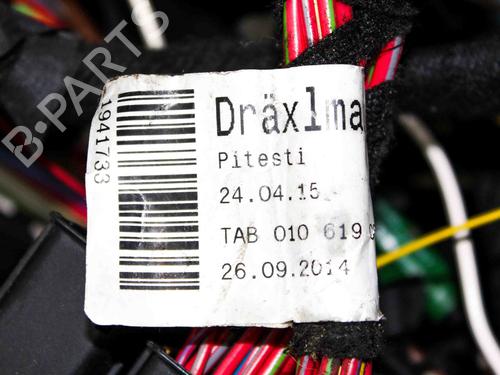 B-PARTS
1941733
Dräxlma
Pitesti
24.04.15
TAB 010 619
26.09.2014